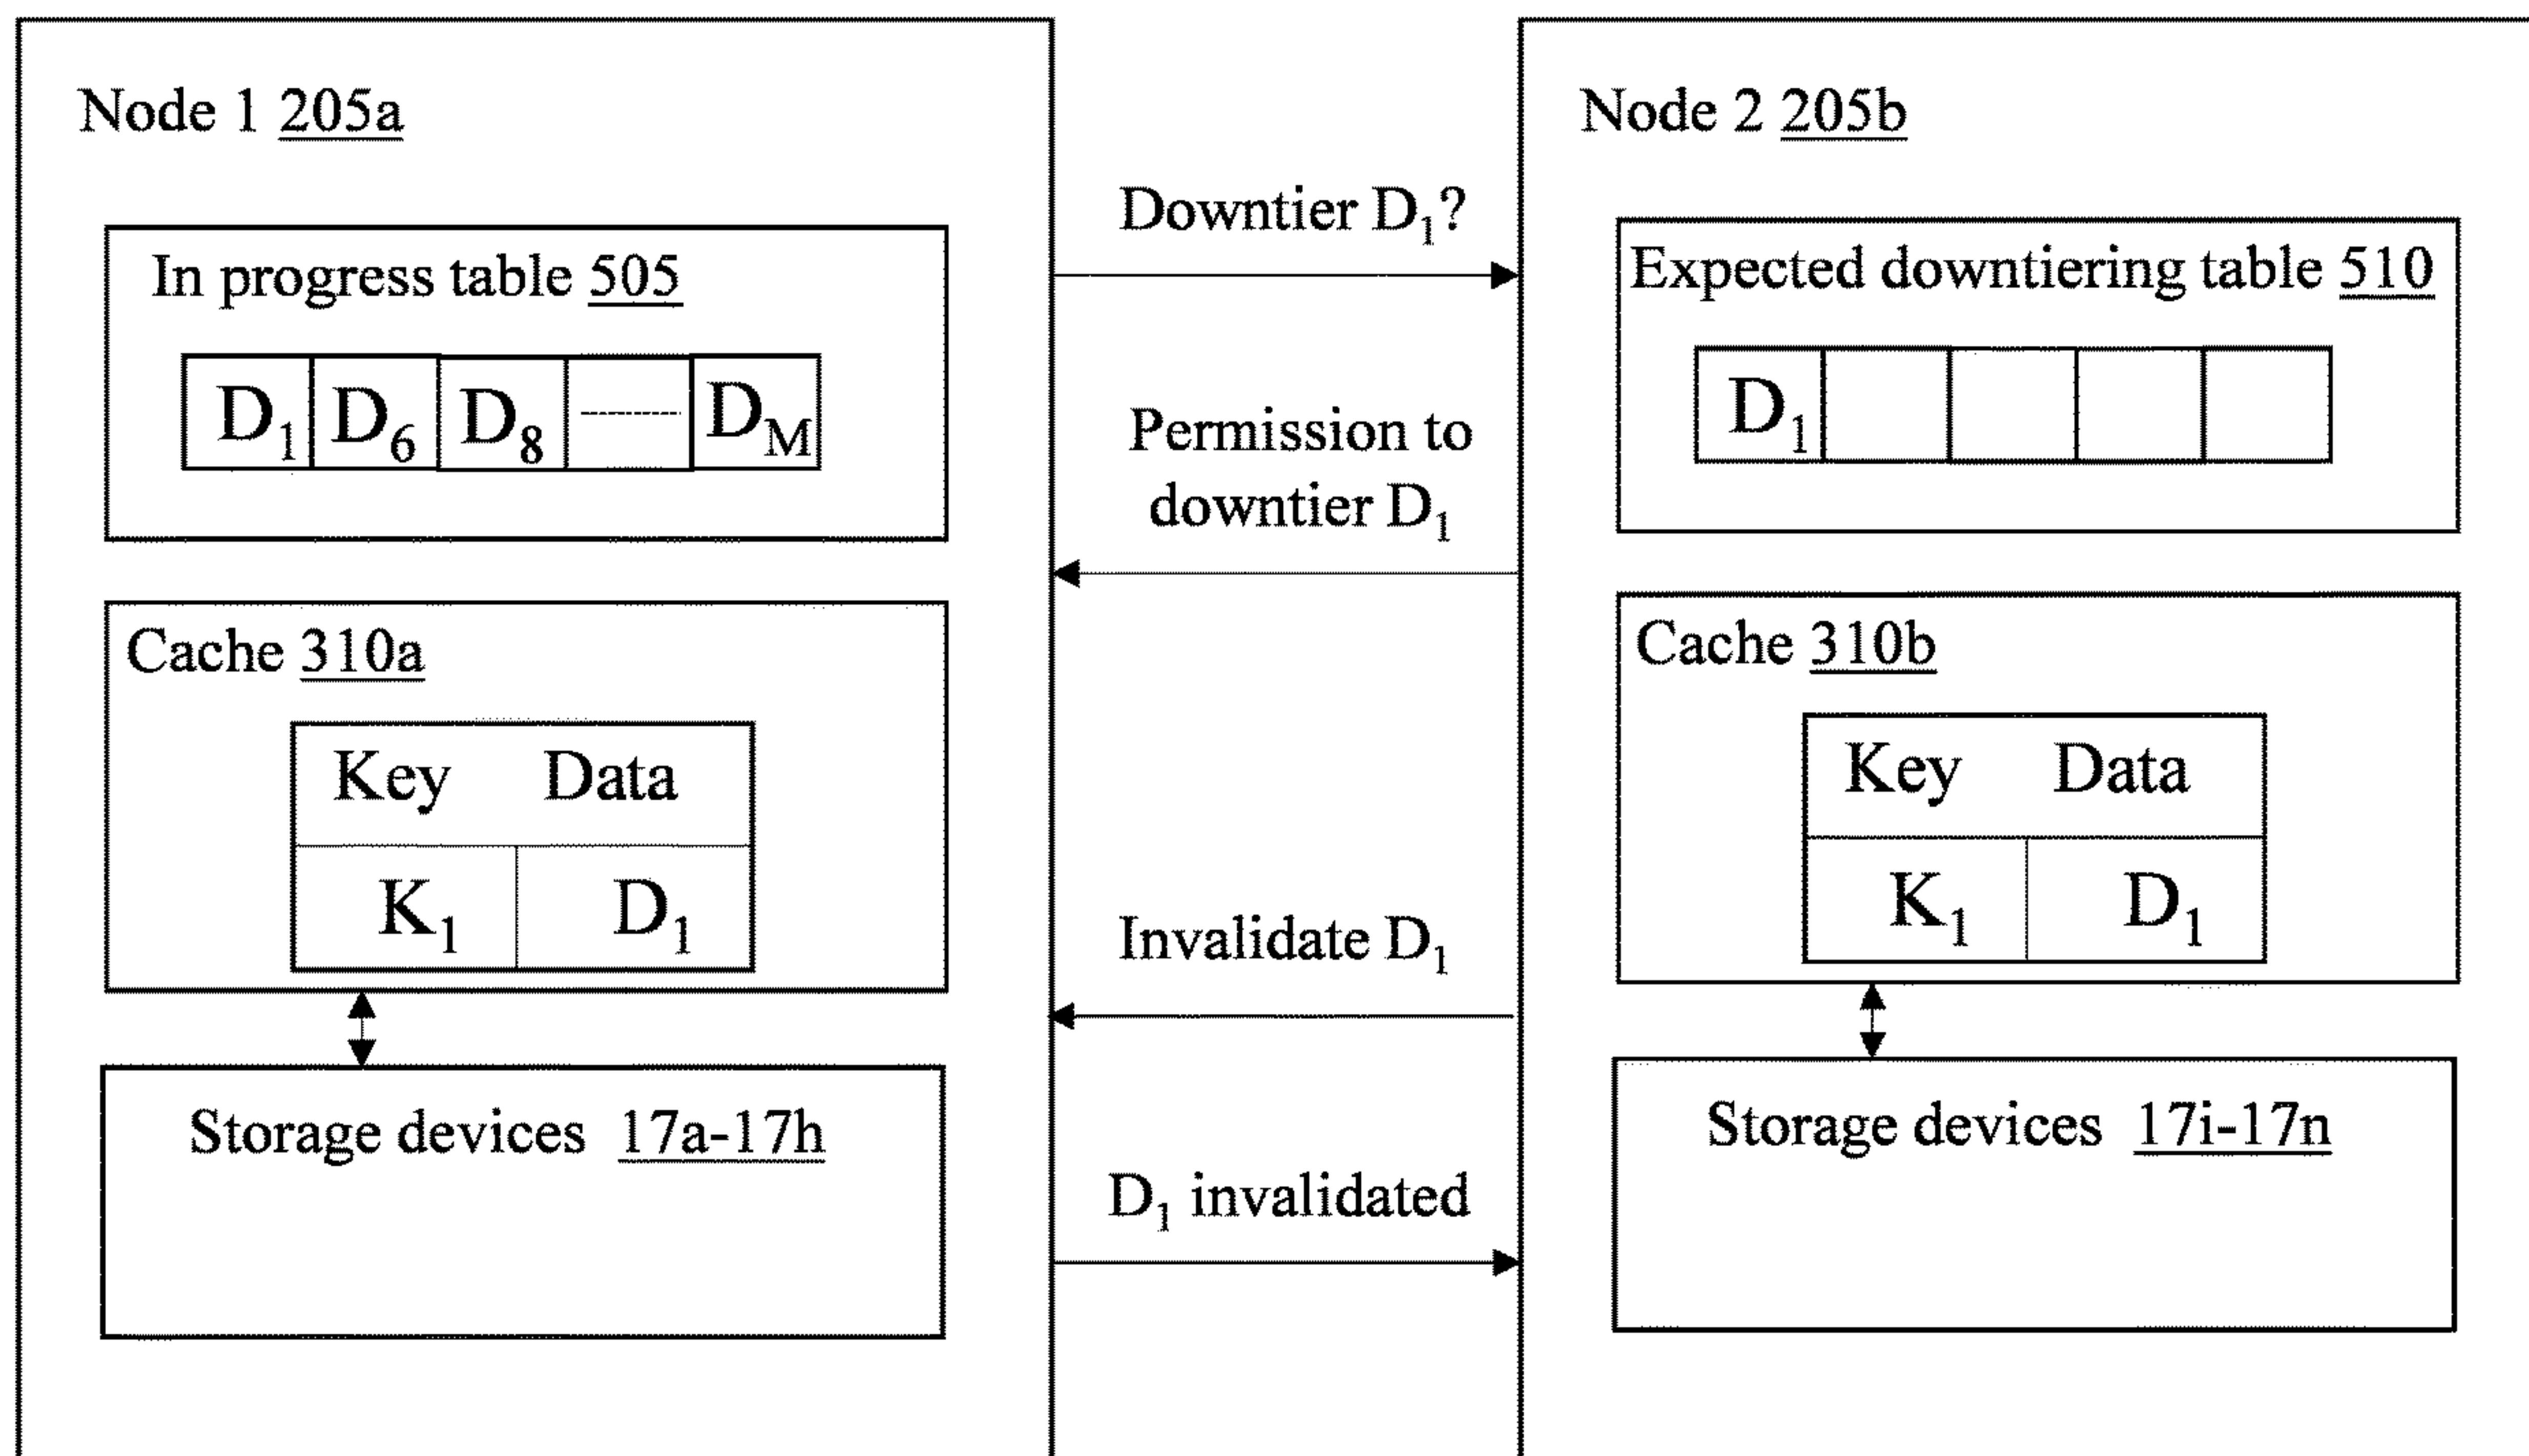 Node 1 205a
In progress table 505
D₁ D₆ D₈ D_M
Cache 310a
Key Data
K₁ D₁
Storage devices 17a-17h
Downtier D₁?
Permission to
downtier D₁
Invalidate D₁
D₁ invalidated
Node 2 205b
Expected downtiering table 510
D₁
Cache 310b
Key Data
K₁ D₁
Storage devices 17i-17n